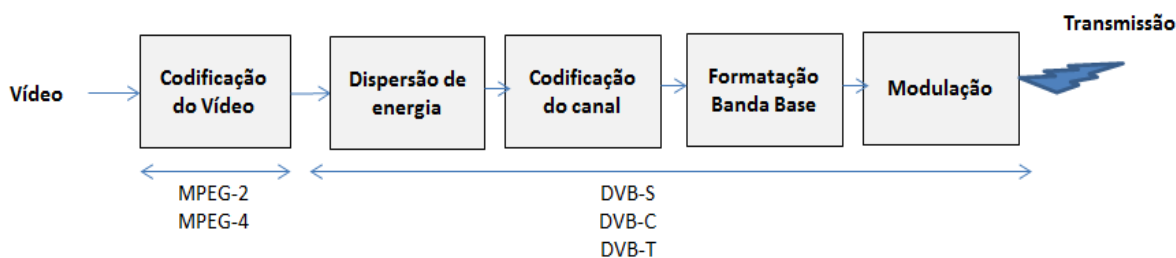 Transmissão
Vídeo
Codificação
do Vídeo
Dispersão de
energia
Codificação
do canal
Formatação
Banda Base
Modulação
MPEG-2
MPEG-4
DVB-S
DVB-C
DVB-T